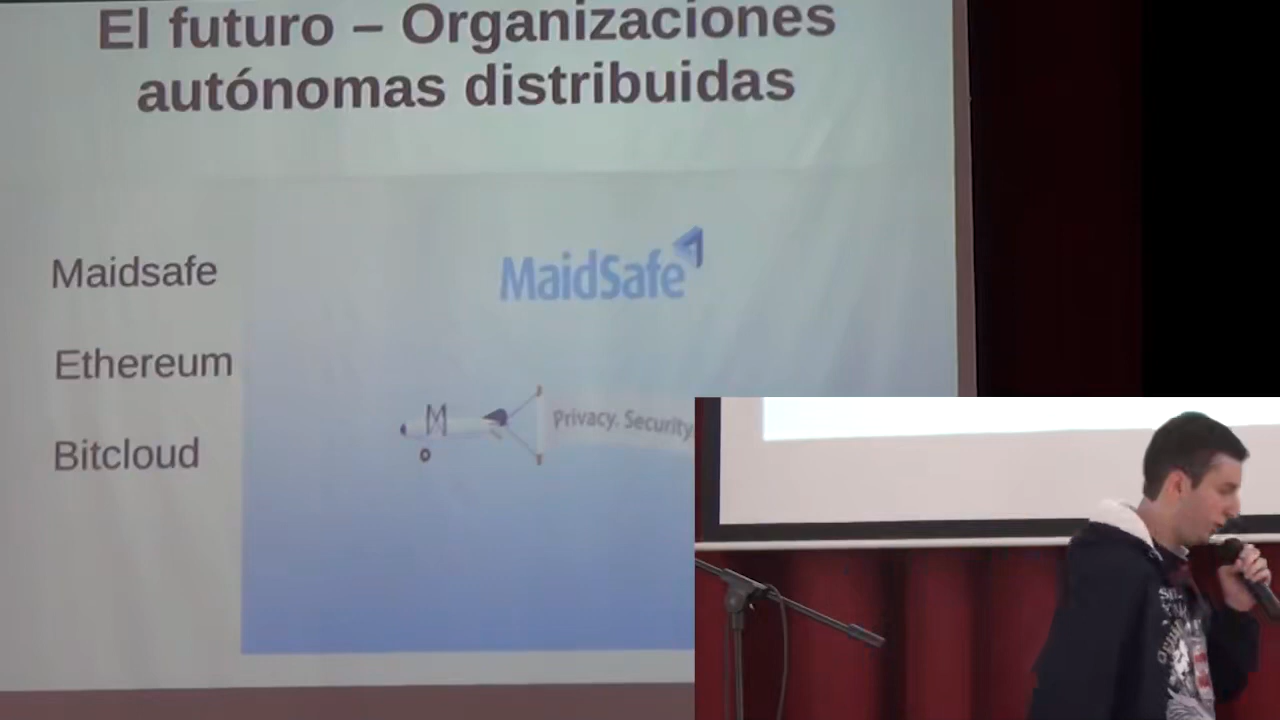 El futuro – Organizaciones
autónomas distribuidas
Maidsafe
MaidSafe
Ethereum
Privacy. Security
Bitcloud